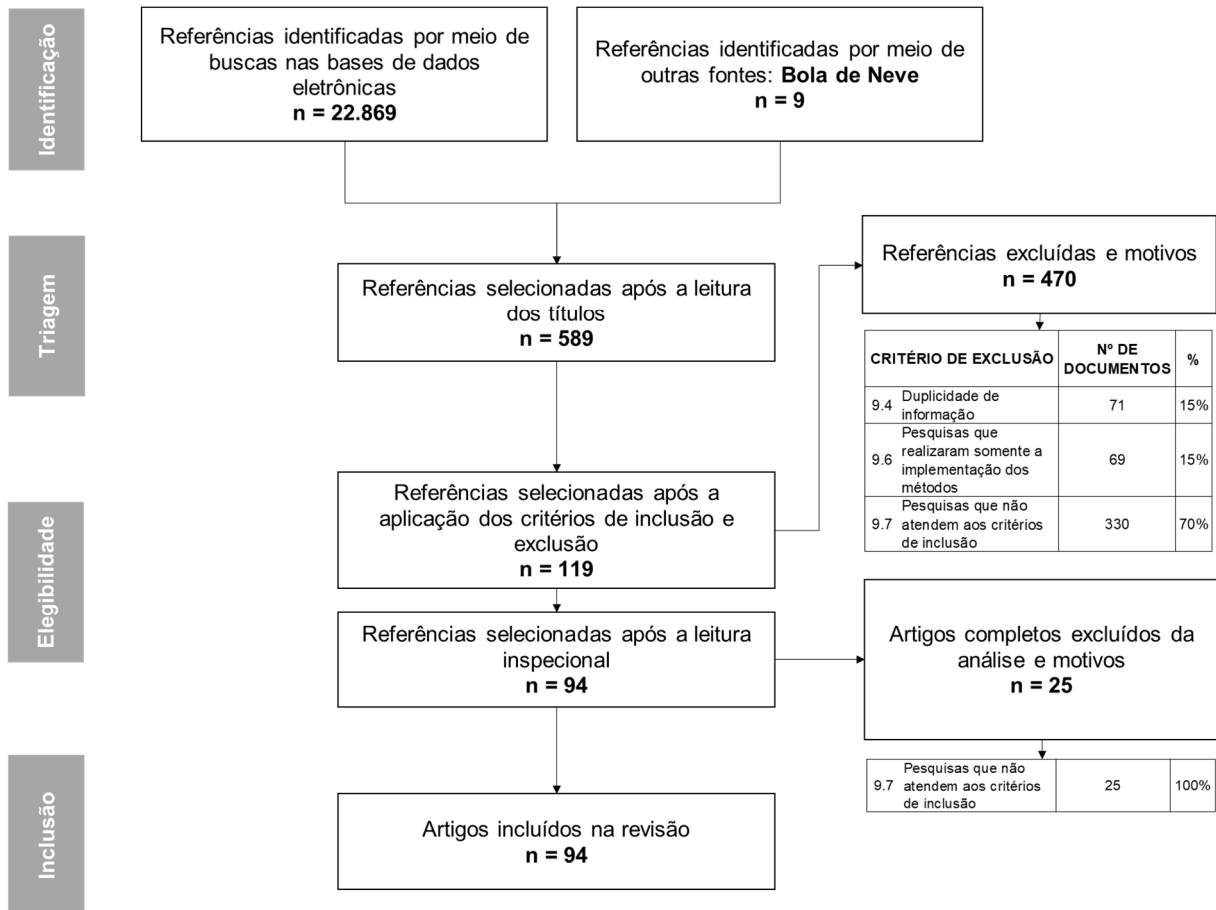 Identificação
Referências identificadas por meio de
buscas nas bases de dados
eletrônicas
n = 22.869
Referências identificadas por meio de
outras fontes: Bola de Neve
n = 9
Triagem
Referências selecionadas após a leitura
dos títulos
n = 589
Referências excluídas e motivos
n = 470
CRITÉRIO DE EXCLUSÃO
Nº DE
DOCUMENTOS
%
9.4 Duplicidade de
informação
71
15%
9.6 Pesquisas que
realizaram somente a
implementação dos
métodos
69
15%
9.7 Pesquisas que não
atendem aos critérios
de inclusão
330
70%
Elegibilidade
Referências selecionadas após a
aplicação dos critérios de inclusão e
exclusão
n = 119
Referências selecionadas após a leitura
inspecional
n = 94
Artigos completos excluídos da
análise e motivos
n = 25
9.7 Pesquisas que não
atendem aos critérios
de inclusão
25
100%
Inclusão
Artigos incluídos na revisão
n = 94